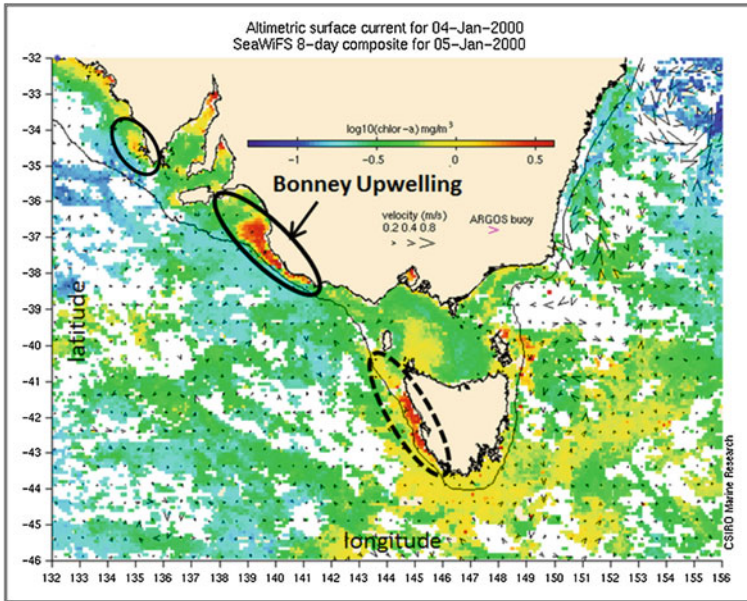 Altimetric surface current for 04-Jan-2000
SeaWiFS 8-day composite for 05-Jan-2000
-32
-33
-34
-35
-36
-37
-38
-39
-40
-41
-42
-43
-44
-45
-46
latitude
log10(chlor-a) mg/m³
-1 -0.5 0 0.5
Bonney Upwelling
velocity (m/s)
0.2 0.4 0.8
ARGOS buoy
longitude
CSIRO Marine Research
132 133 134 135 136 137 138 139 140 141 142 143 144 145 146 147 148 149 150 151 152 153 154 155 156